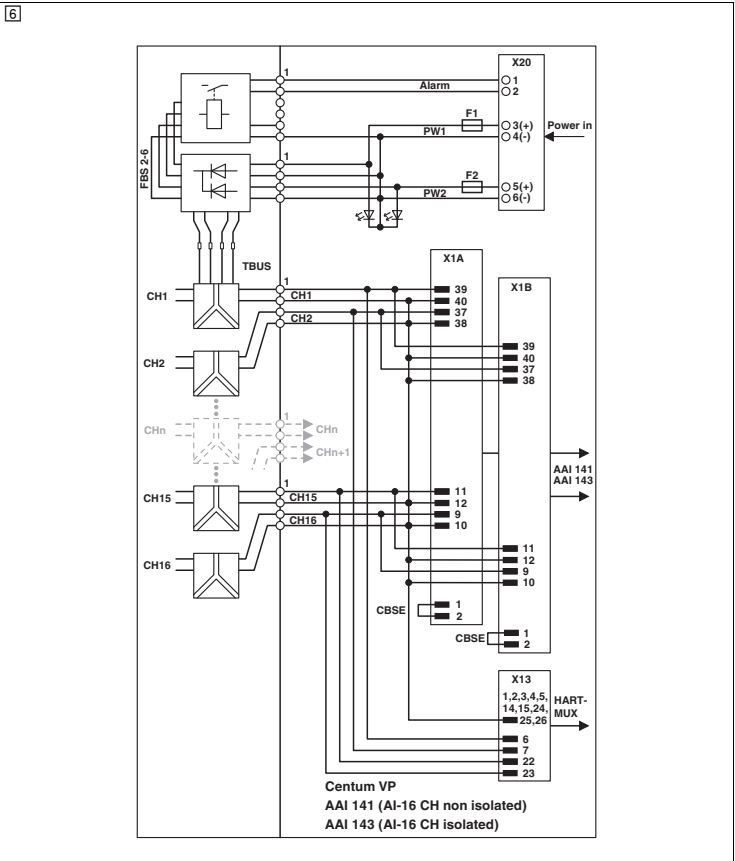 6
X20
1
Alarm
1
2
F1
3(+)
Power in
PW1
4(-)
FBS 2-6
1
F2
5(+)
PW2
6(-)
TBUS
X1A
X1B
1
CH1
CH1
39
40
CH2
37
38
39
40
37
38
CH2
CHn
1
CHn
CHn+1
AAI 141
AAI 143
1
CH15
CH15
11
12
CH16
9
10
11
12
9
10
CH16
CBSE
1
2
CBSE
1
2
X13
1,2,3,4,5,
14,15,24,
25,26
HART-
MUX
6
7
22
23
Centum VP
AAI 141 (AI-16 CH non isolated)
AAI 143 (AI-16 CH isolated)